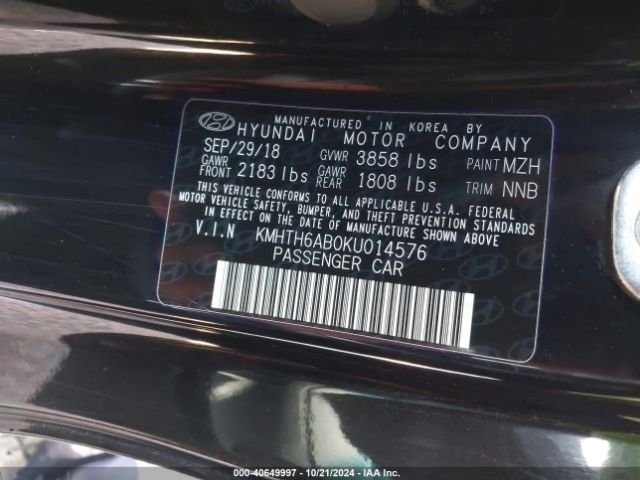 MANUFACTURED IN KOREA BY
HYUNDAI MOTOR COMPANY
SEP/29/18 GVWR 3858 lbs PAINT MZH
GAWR FRONT 2183 lbs GAWR REAR 1808 lbs TRIM NNB
THIS VEHICLE CONFORMS TO ALL APPLICABLE U.S.A. FEDERAL
MOTOR VEHICLE SAFETY, BUMPER, AND THEFT PREVENTION STANDARDS
IN EFFECT ON THE DATE OF MANUFACTURE SHOWN ABOVE.
V.I.N KMHTH6AB0KU014576
PASSENGER CAR
000-40649997 - 10/21/2024 - IAAI.COM